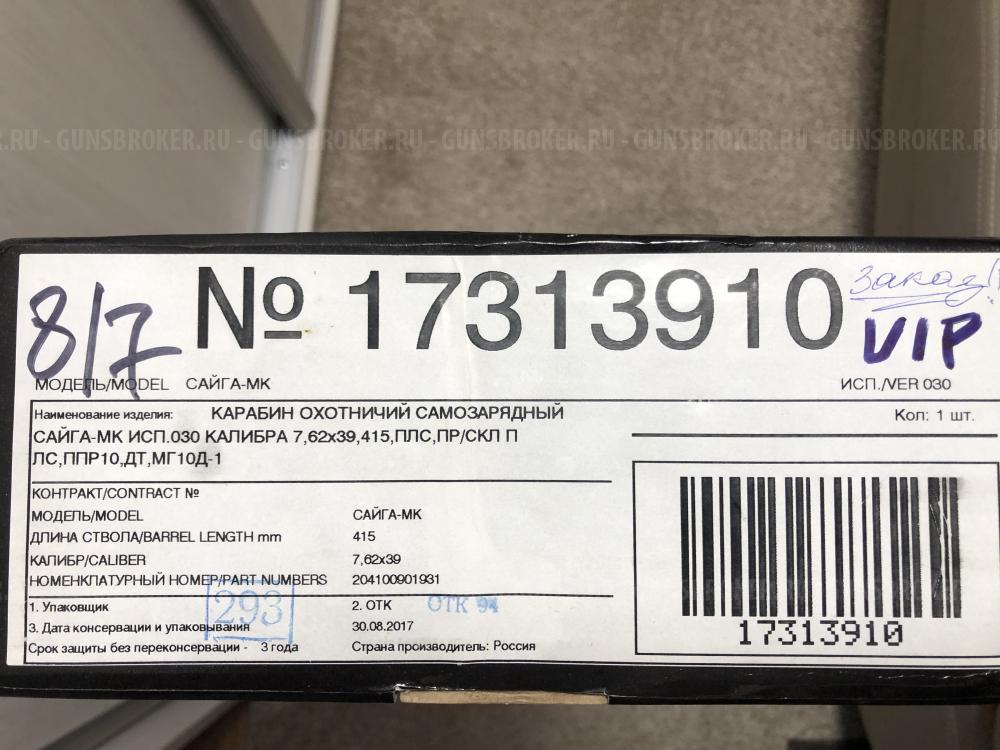 .RU - GUNSBROKER.RU - GUNSBROKER.RU - GUNSBROKER.RU - GUNSBROKER.RU - GUNSBROKER.RU
8/7
№ 17313910
Заказ
VIP
МОДЕЛЬ/MODEL САЙГА-МК
ИСП./VER 030
Наименование изделия: КАРАБИН ОХОТНИЧИЙ САМОЗАРЯДНЫЙ
САЙГА-МК ИСП.030 КАЛИБРА 7,62х39,415,ПЛС,ПР/СКЛ П
ЛС,ППР10,ДТ,МГ10Д-1
Кол: 1 шт.
КОНТРАКТ/CONTRACT №
МОДЕЛЬ/MODEL САЙГА-МК
ДЛИНА СТВОЛА/BARREL LENGTH mm 415
КАЛИБР/CALIBER 7,62х39
НОМЕНКЛАТУРНЫЙ НОМЕР/PART NUMBERS 204100901931
1. Упаковщик 293 2. ОТК ОТК 94
3. Дата консервации и упаковывания 30.08.2017
Срок защиты без переконсервации - 3 года Страна производитель: Россия
17313910